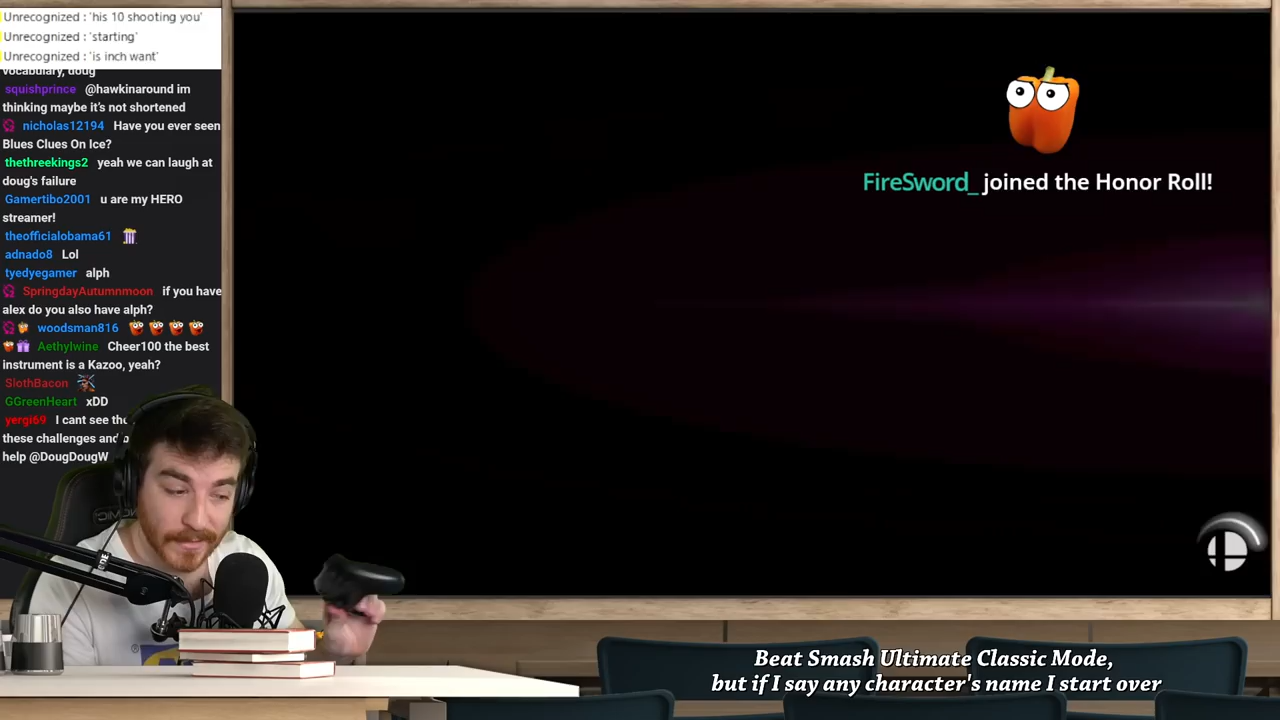 Unrecognized : 'his 10 shooting you'
Unrecognized : 'starting'
Unrecognized : 'is inch want'
vocabulary, doug
squishprince @hawkinaround im
thinking maybe it's not shortened
nicholas12194 Have you ever seen
Blues Clues On Ice?
thethreekings2 yeah we can laugh at
doug's failure
Gamertibo2001 u are my HERO
streamer!
theofficialobama61
adnado8 Lol
tyedyegamer alph
SpringdayAutumnmoon if you have
alex do you also have alph?
woodsman816
Aethylwine Cheer100 the best
instrument is a Kazoo, yeah?
SlothBacon
GGreenHeart xDD
yergi69 I cant see
these challenges and
help @DougDougW
FireSword_ joined the Honor Roll!
Beat Smash Ultimate Classic Mode,
but if I say any character's name I start over